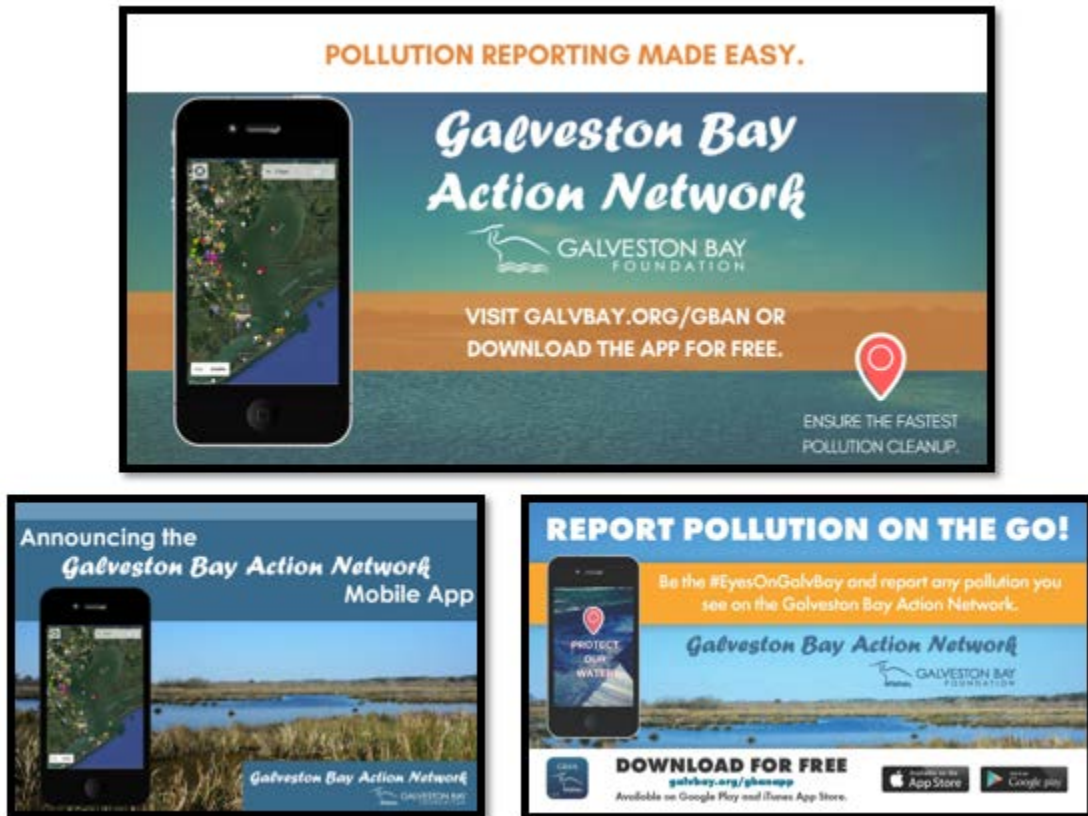 POLLUTION REPORTING MADE EASY.
Galveston Bay
Action Network
GALVESTON BAY
FOUNDATION
VISIT GALVBAY.ORG/GBAN OR
DOWNLOAD THE APP FOR FREE.
ENSURE THE FASTEST
POLLUTION CLEANUP.
Announcing the
Galveston Bay Action Network
Mobile App
Galveston Bay Action Network
GALVESTON BAY
REPORT POLLUTION ON THE GO!
Be the #EyesOnGalvBay and report any pollution you
see on the Galveston Bay Action Network.
PROTECT
OUR
WATERS
Galveston Bay Action Network
GALVESTON BAY
FOUNDATION
GBAN
DOWNLOAD FOR FREE
galvbay.org/gbanapp
Available on Google Play and iTunes App Store.
App Store
Google play